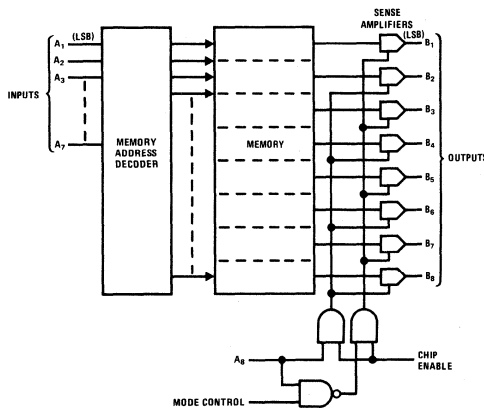 SENSE
AMPLIFIERS
(LSB)
A1 (LSB)
A2
A3
A7
INPUTS
MEMORY
ADDRESS
DECODER
MEMORY
B1
B2
B3
B4
B5
B6
B7
B8
OUTPUTS
A8
CHIP
ENABLE
MODE CONTROL